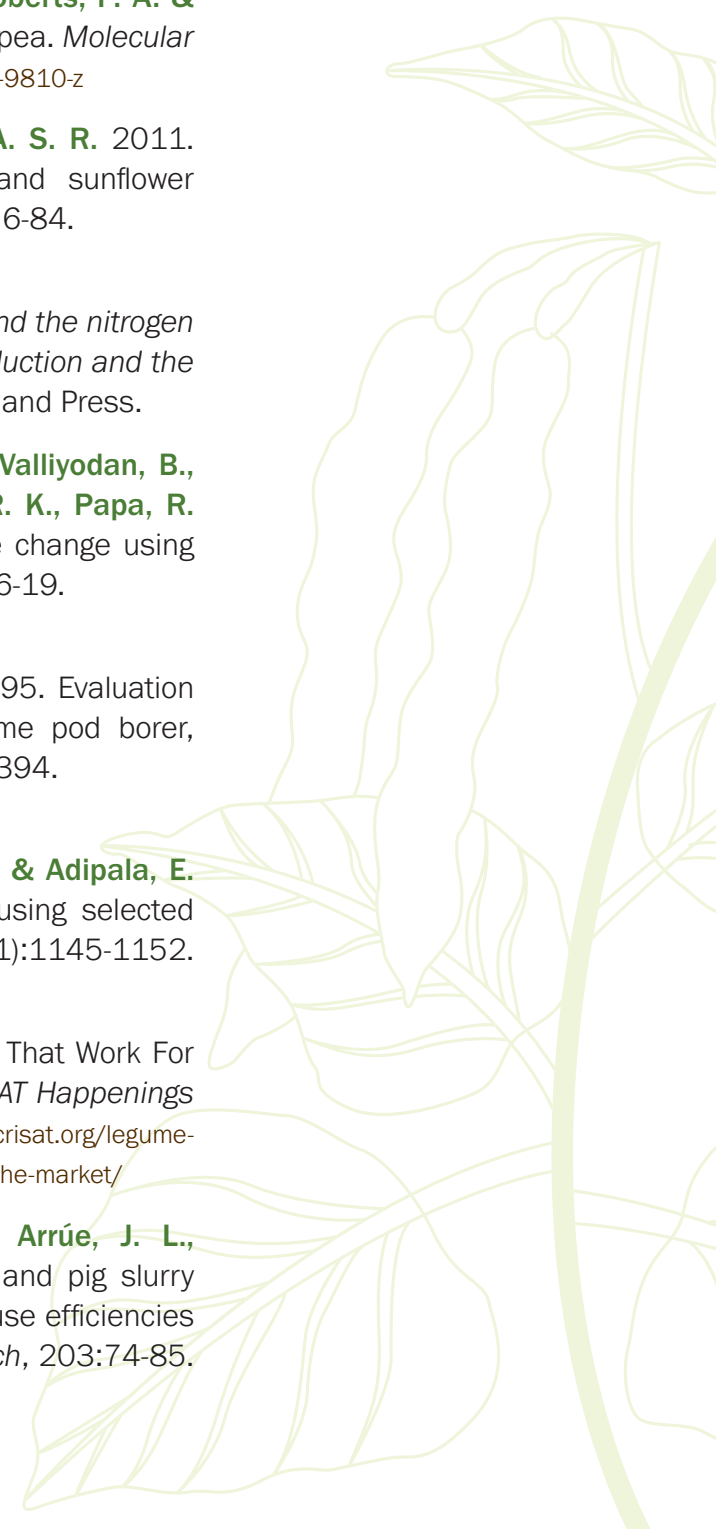 oberts, P. A. &
pea. Molecular
-9810-z
A. S. R. 2011.
and sunflower
6-84.
nd the nitrogen
duction and the
and Press.
Valliyodan, B.,
R. K., Papa, R.
e change using
6-19.
95. Evaluation
me pod borer,
394.
& Adipala, E.
using selected
1):1145-1152.
That Work For
AT Happenings
crisat.org/legume-
he-market/
Arrúe, J. L.,
and pig slurry
use efficiencies
ch, 203:74-85.